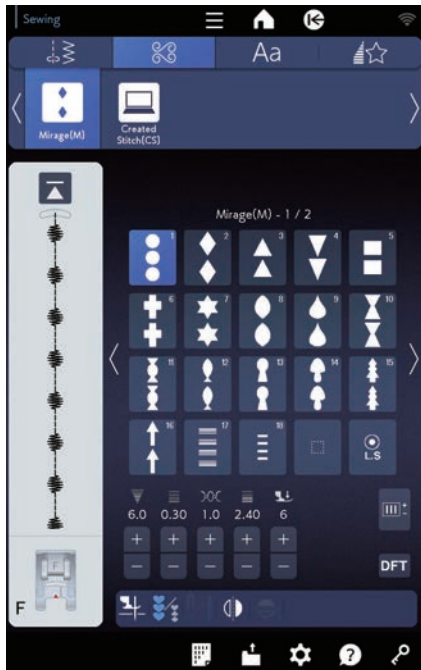 Sewing
Aa
Mirage(M)
Created
Stitch(CS)
Mirage(M) - 1 / 2
1 2 3 4 5
6 7 8 9 10
11 12 13 14 15
16 17 18
L.S
6.0 0.30 1.0 2.40 6
+ + + + +
− − − − −
DFT
F
?